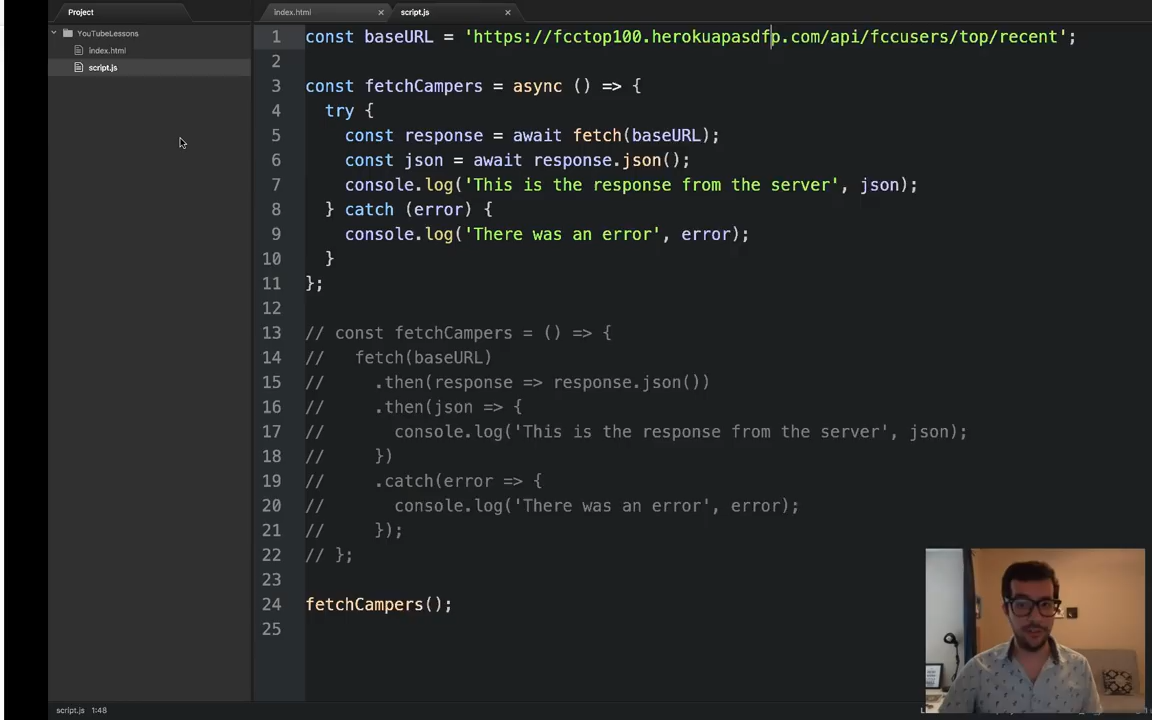 Project
index.html
script.js
YouTubeLessons
index.html
script.js
1 const baseURL = 'https://fcctop100.herokuapasdfp.com/api/fccusers/top/recent';
2
3 const fetchCampers = async () => {
4 try {
5 const response = await fetch(baseURL);
6 const json = await response.json();
7 console.log('This is the response from the server', json);
8 } catch (error) {
9 console.log('There was an error', error);
10 }
11 };
12
13 // const fetchCampers = () => {
14 // fetch(baseURL)
15 // .then(response => response.json())
16 // .then(json => {
17 // console.log('This is the response from the server', json);
18 // })
19 // .catch(error => {
20 // console.log('There was an error', error);
21 // });
22 // };
23
24 fetchCampers();
25
script.js 1:48